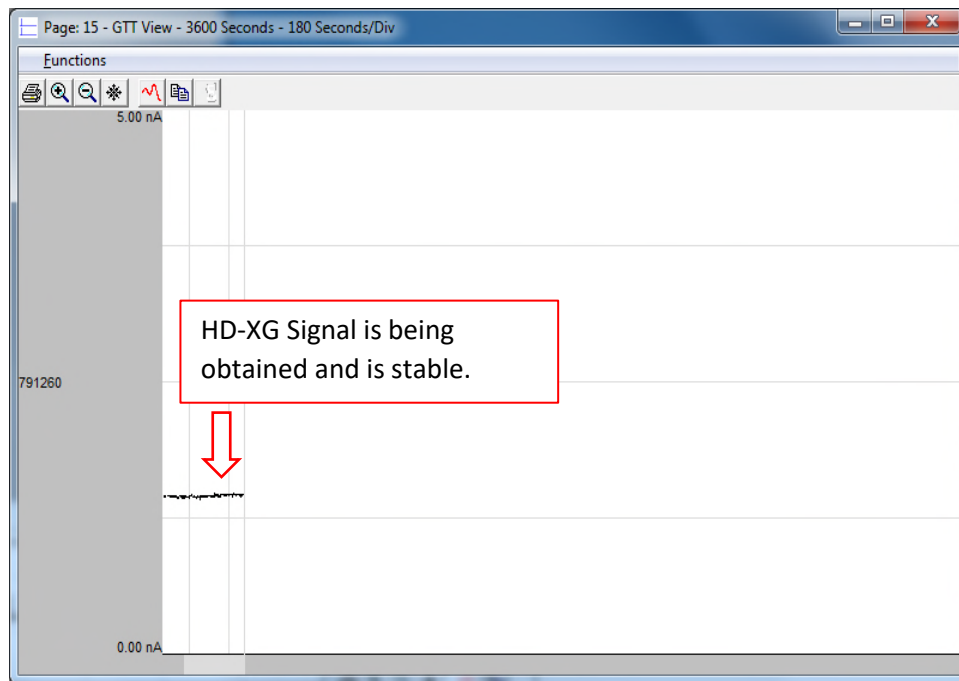 Page: 15 - GTT View - 3600 Seconds - 180 Seconds/Div
Functions
5.00 nA
HD-XG Signal is being
obtained and is stable.
791260
0.00 nA